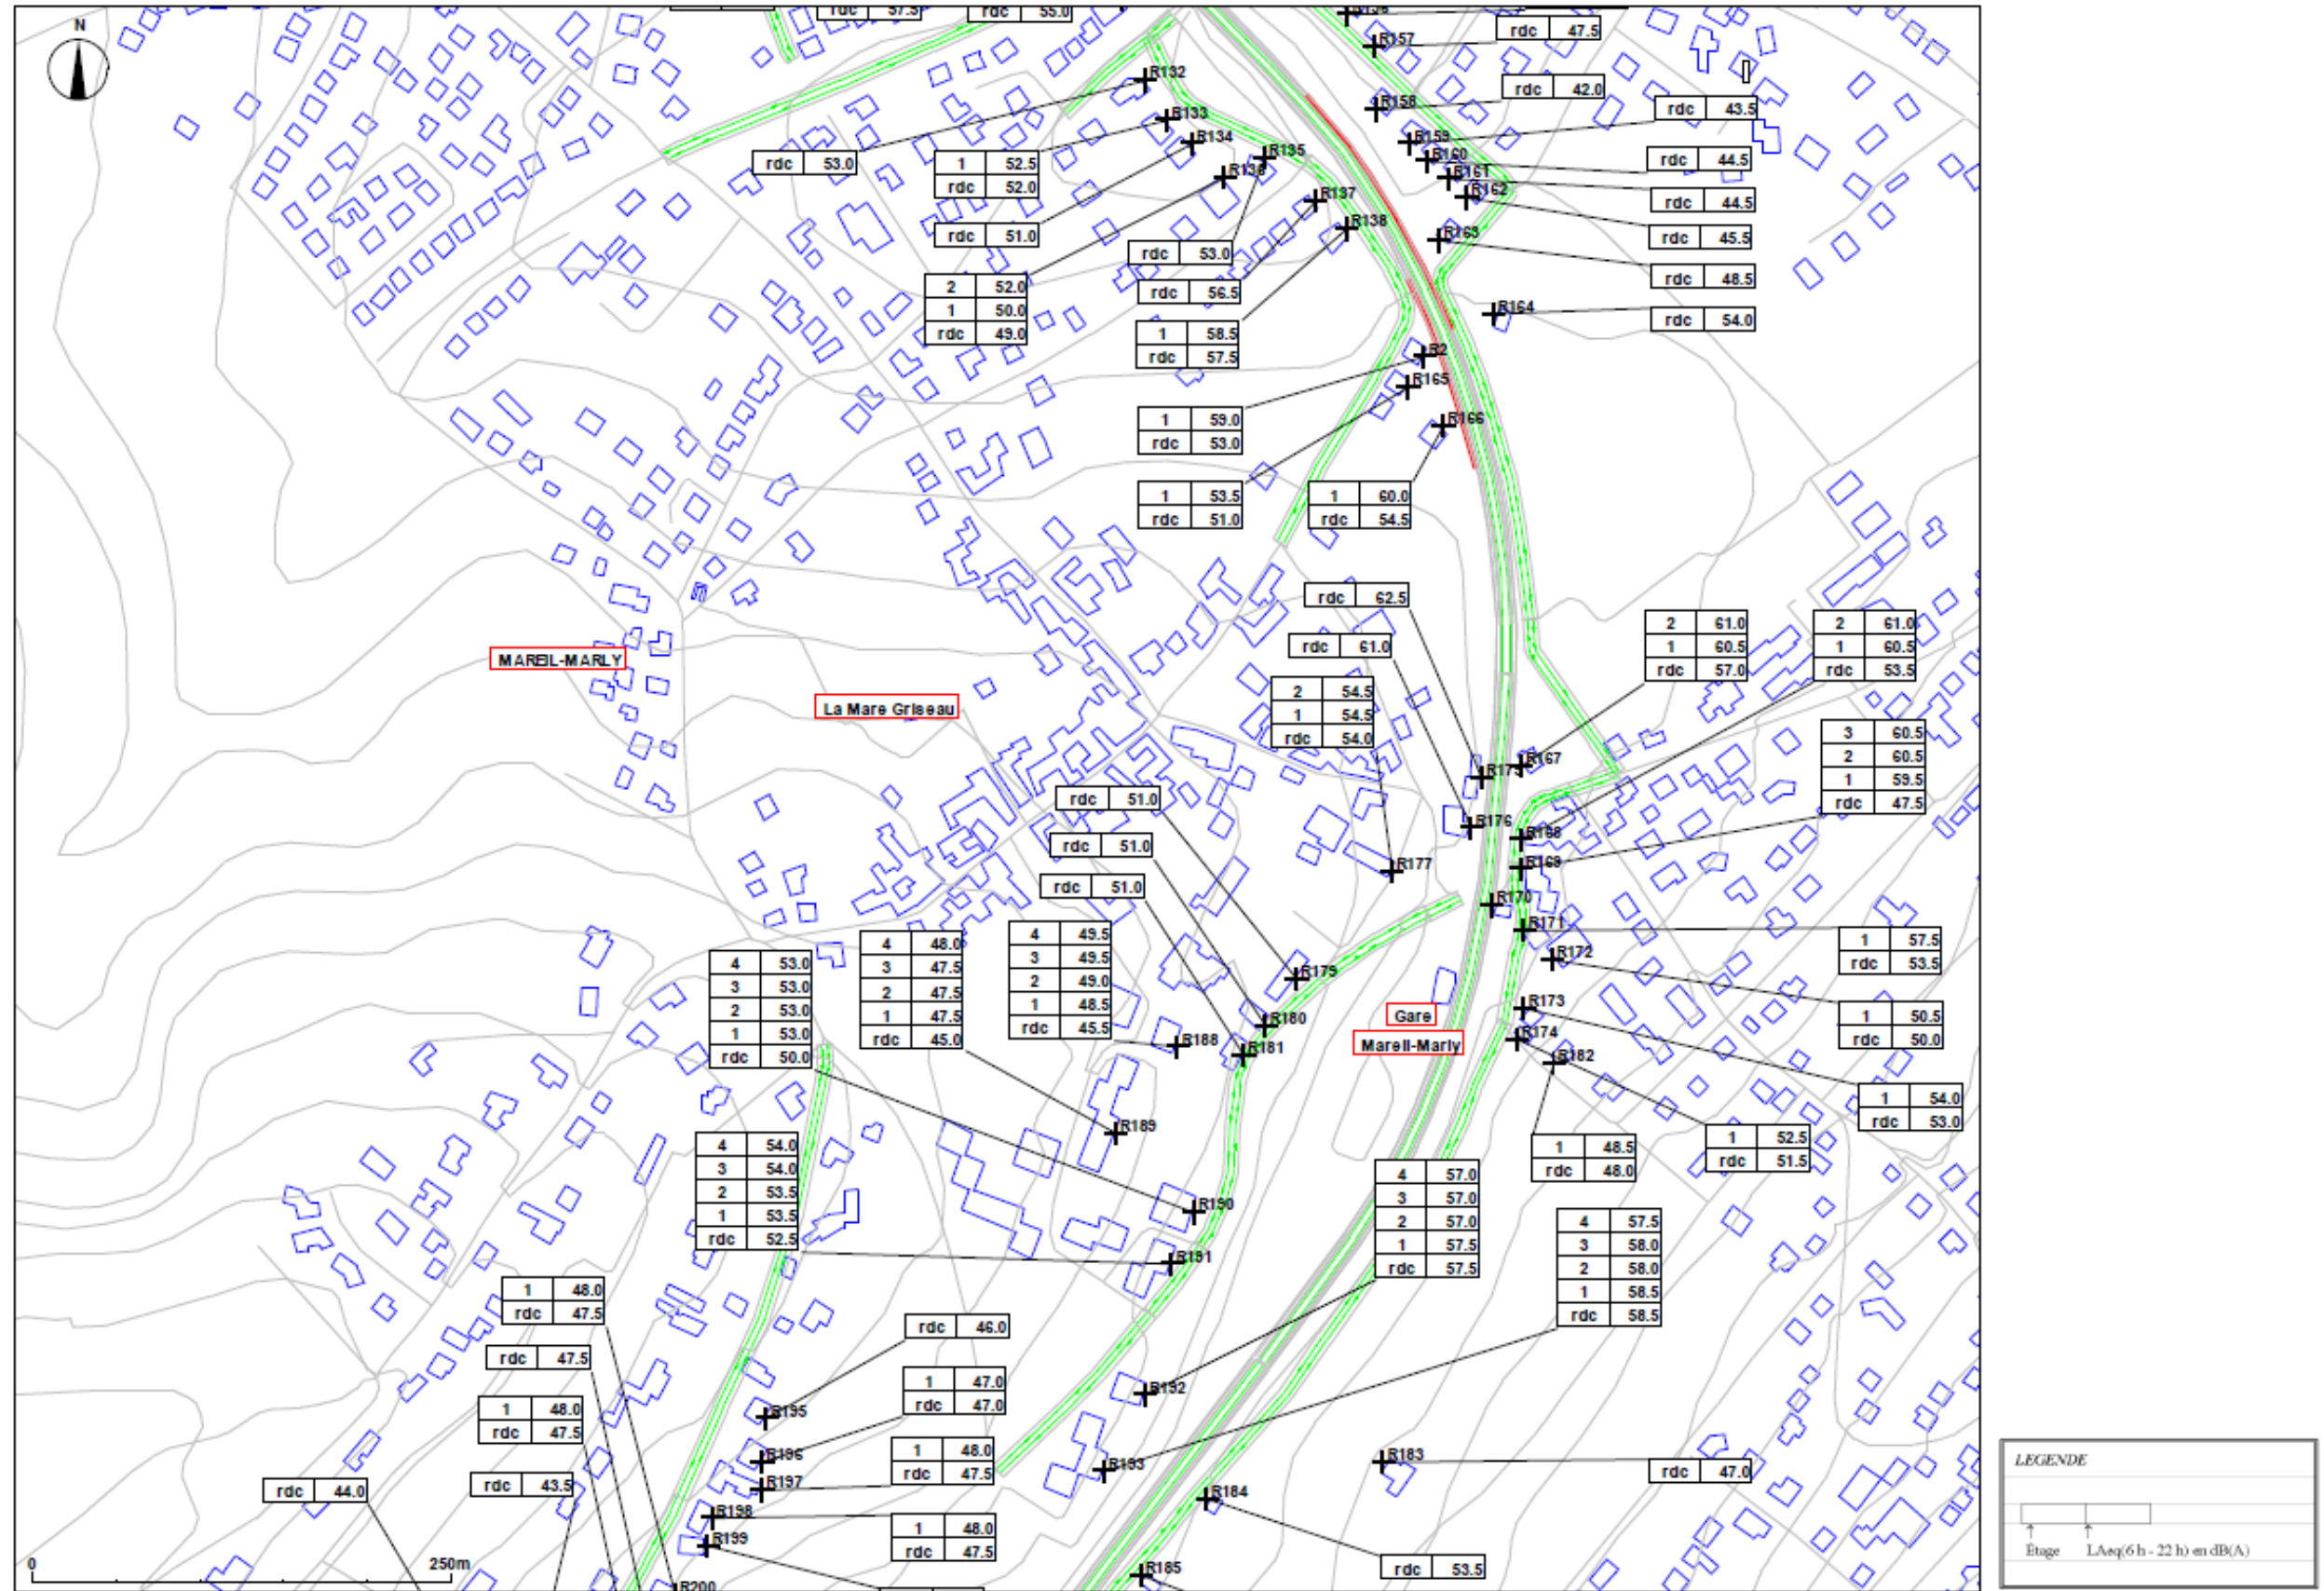 N
rdc 57.5
rdc 55.0
R157
rdc 47.5
R132
R158
rdc 42.0
rdc 43.5
R133
R134
R135
R136
R159
R160
R161
R162
rdc 53.0
1 52.5
rdc 52.0
rdc 44.5
rdc 44.5
R137
R138
rdc 51.0
rdc 53.0
R163
rdc 45.5
rdc 48.5
2 52.0
1 50.0
rdc 49.0
rdc 56.5
R164
rdc 54.0
1 58.5
rdc 57.5
R2
R165
R166
1 59.0
rdc 53.0
1 53.5
rdc 51.0
1 60.0
rdc 54.5
rdc 62.5
rdc 61.0
2 61.0
1 60.5
rdc 57.0
2 61.0
1 60.5
rdc 53.5
MAREIL-MARLY
La Mare Griseau
2 54.5
1 54.5
rdc 54.0
3 60.5
2 60.5
1 59.5
rdc 47.5
R167
R175
rdc 51.0
R176
R168
rdc 51.0
R177
R169
rdc 51.0
R170
R171
4 53.0
3 53.0
2 53.0
1 53.0
rdc 50.0
4 48.0
3 47.5
2 47.5
1 47.5
rdc 45.0
4 49.5
3 49.5
2 49.0
1 48.5
rdc 45.5
1 57.5
rdc 53.5
R172
R179
R173
Gare
Mareil-Marly
1 50.5
rdc 50.0
R180
R188
R181
R174
R182
1 54.0
rdc 53.0
R189
4 54.0
3 54.0
2 53.5
1 53.5
rdc 52.5
1 48.5
rdc 48.0
1 52.5
rdc 51.5
R190
R191
4 57.0
3 57.0
2 57.0
1 57.5
rdc 57.5
4 57.5
3 58.0
2 58.0
1 58.5
rdc 58.5
1 48.0
rdc 47.5
rdc 46.0
rdc 47.5
1 47.0
rdc 47.0
R192
R195
1 48.0
rdc 47.5
R196
1 48.0
rdc 47.5
R193
R183
rdc 47.0
rdc 44.0
rdc 43.5
R197
R184
R198
R199
1 48.0
rdc 47.5
rdc 53.5
0 250m
R200
R185
LEGENDE
Étage LAeq(6 h - 22 h) en dB(A)